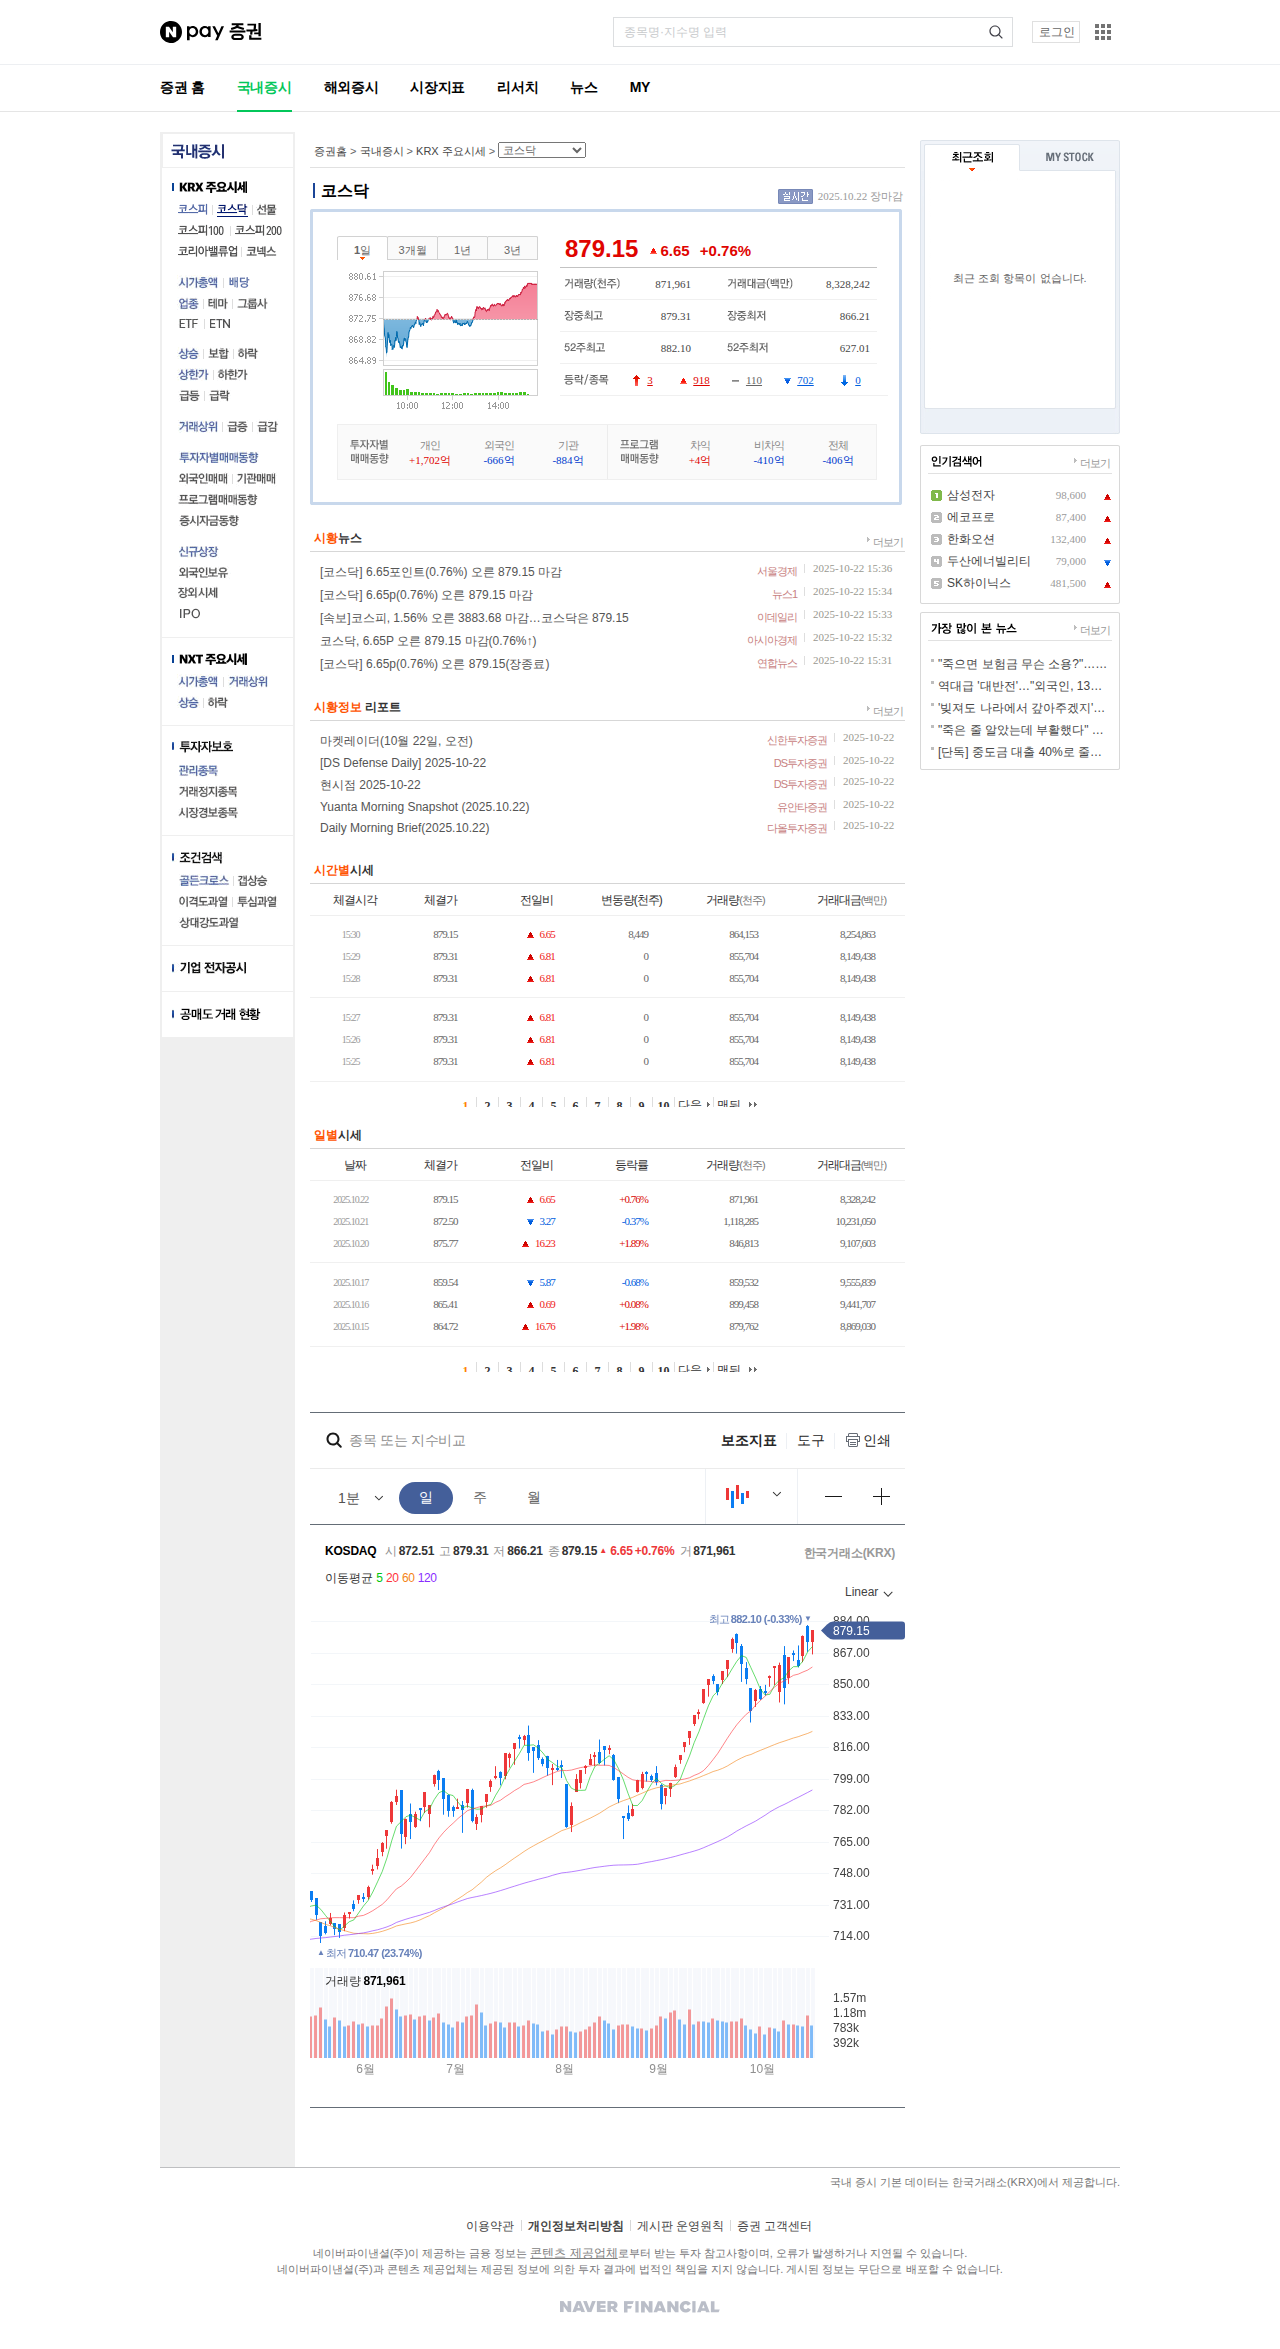 N pay 증권
종목명·지수명 입력
로그인
증권 홈 국내증시 해외증시 시장지표 리서치 뉴스 MY
국내증시
KRX 주요시세
코스피 코스닥 선물
코스피100 코스피200
코리아밸류업 코넥스
시가총액 배당
업종 테마 그룹사
ETF ETN
상승 보합 하락
상한가 하한가
급등 급락
거래상위 급증 급감
투자자별매매동향
외국인매매 기관매매
프로그램매매동향
증시자금동향
신규상장
외국인보유
장외시세
IPO
NXT 주요시세
시가총액 거래상위
상승 하락
투자자보호
관리종목
거래정지종목
시장경보종목
조건검색
골든크로스 갭상승
이격도과열 투심과열
상대강도과열
기업 전자공시
공매도 거래 현황
증권홈 > 국내증시 > KRX 주요시세 > 코스닥
코스닥
실시간 2025.10.22 장마감
1일 3개월 1년 3년
880.61
876.68
872.75
868.82
864.89
10:00 12:00 14:00
879.15 6.65 +0.76%
거래량(천주) 871,961 거래대금(백만) 8,328,242
장중최고 879.31 장중최저 866.21
52주최고 882.10 52주최저 627.01
등락/종목 3 918 110 702 0
투자자별 매매동향
개인 외국인 기관
+1,702억 -666억 -884억
프로그램 매매동향
차익 비차익 전체
+4억 -410억 -406억
시황뉴스 더보기
[코스닥] 6.65포인트(0.76%) 오른 879.15 마감 서울경제 2025-10-22 15:36
[코스닥] 6.65p(0.76%) 오른 879.15 마감 뉴스1 2025-10-22 15:34
[속보]코스피, 1.56% 오른 3883.68 마감…코스닥은 879.15 이데일리 2025-10-22 15:33
코스닥, 6.65P 오른 879.15 마감(0.76%↑) 아시아경제 2025-10-22 15:32
[코스닥] 6.65p(0.76%) 오른 879.15(장종료) 연합뉴스 2025-10-22 15:31
시황정보 리포트 더보기
마켓레이더(10월 22일, 오전) 신한투자증권 2025-10-22
[DS Defense Daily] 2025-10-22 DS투자증권 2025-10-22
현시점 2025-10-22 DS투자증권 2025-10-22
Yuanta Morning Snapshot (2025.10.22) 유안타증권 2025-10-22
Daily Morning Brief(2025.10.22) 다올투자증권 2025-10-22
시간별시세
체결시각 체결가 전일비 변동량(천주) 거래량(천주) 거래대금(백만)
15:30 879.15 6.65 8,449 864,153 8,254,863
15:29 879.31 6.81 0 855,704 8,149,438
15:28 879.31 6.81 0 855,704 8,149,438
15:27 879.31 6.81 0 855,704 8,149,438
15:26 879.31 6.81 0 855,704 8,149,438
15:25 879.31 6.81 0 855,704 8,149,438
1 2 3 4 5 6 7 8 9 10 다음 맨뒤
일별시세
날짜 체결가 전일비 등락률 거래량(천주) 거래대금(백만)
2025.10.22 879.15 6.65 +0.76% 871,961 8,328,242
2025.10.21 872.50 3.27 -0.37% 1,118,285 10,231,050
2025.10.20 875.77 16.23 +1.89% 846,813 9,107,603
2025.10.17 859.54 5.87 -0.68% 859,532 9,555,839
2025.10.16 865.41 0.69 +0.08% 899,458 9,441,707
2025.10.15 864.72 16.76 +1.98% 879,762 8,869,030
1 2 3 4 5 6 7 8 9 10 다음 맨뒤
종목 또는 지수비교 보조지표 도구 인쇄
1분 일 주 월
KOSDAQ 시 872.51 고 879.31 저 866.21 종 879.15 6.65 +0.76% 거 871,961 한국거래소(KRX)
이동평균 5 20 60 120
Linear
최고 882.10 (-0.33%)
884.00
879.15
867.00
850.00
833.00
816.00
799.00
782.00
765.00
748.00
731.00
714.00
최저 710.47 (23.74%)
거래량 871,961
1.57m
1.18m
783k
392k
6월 7월 8월 9월 10월
최근조회 MY STOCK
최근 조회 항목이 없습니다.
인기검색어 더보기
1 삼성전자 98,600
2 에코프로 87,400
3 한화오션 132,400
4 두산에너빌리티 79,000
5 SK하이닉스 481,500
가장 많이 본 뉴스 더보기
"죽으면 보험금 무슨 소용?"……
역대급 '대반전'…"외국인, 13…
'빚져도 나라에서 갚아주겠지'…
"죽은 줄 알았는데 부활했다" …
[단독] 중도금 대출 40%로 줄…
국내 증시 기본 데이터는 한국거래소(KRX)에서 제공합니다.
이용약관 개인정보처리방침 게시판 운영원칙 증권 고객센터
네이버파이낸셜(주)이 제공하는 금융 정보는 콘텐츠 제공업체로부터 받는 투자 참고사항이며, 오류가 발생하거나 지연될 수 있습니다.
네이버파이낸셜(주)과 콘텐츠 제공업체는 제공된 정보에 의한 투자 결과에 법적인 책임을 지지 않습니다. 게시된 정보는 무단으로 배포할 수 없습니다.
NAVER FINANCIAL